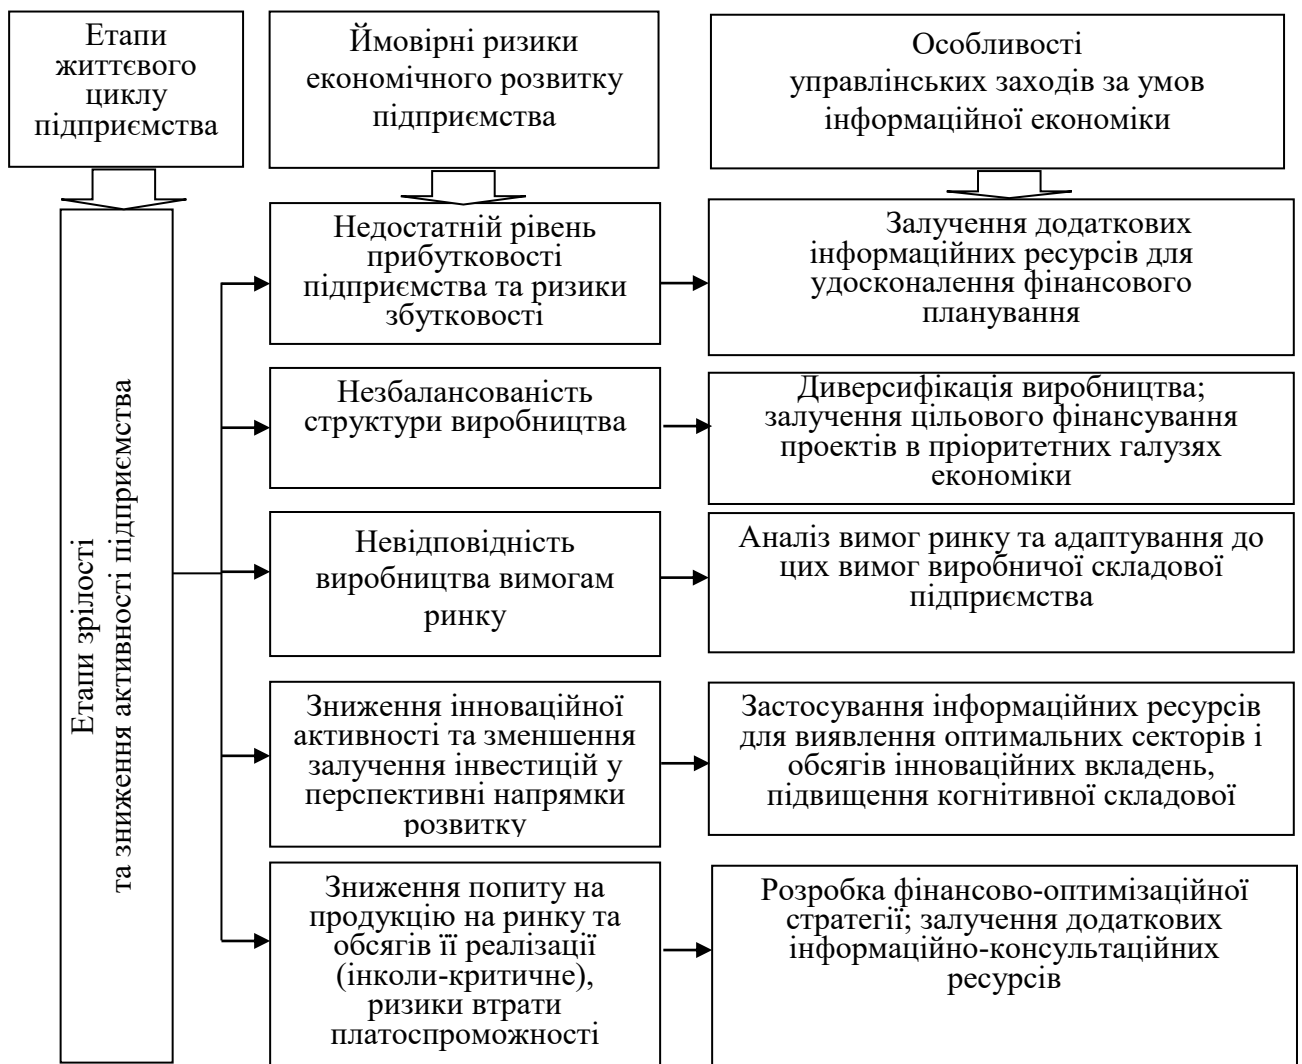 Етапи
життєвого
циклу
підприємства
Ймовірні ризики
економічного розвитку
підприємства
Особливості
управлінських заходів за умов
інформаційної економіки
Етапи зрілості
та зниження активності підприємства
Недостатній рівень
прибутковості
підприємства та ризики
збутковості
Залучення додаткових
інформаційних ресурсів для
удосконалення фінансового
планування
Незбалансованість
структури виробництва
Диверсифікація виробництва;
залучення цільового фінансування
проектів в пріоритетних галузях
економіки
Невідповідність
виробництва вимогам
ринку
Аналіз вимог ринку та адаптування до
цих вимог виробничої складової
підприємства
Зниження інноваційної
активності та зменшення
залучення інвестицій у
перспективні напрямки
розвитку
Застосування інформаційних ресурсів
для виявлення оптимальних секторів і
обсягів інноваційних вкладень,
підвищення когнітивної складової
Зниження попиту на
продукцію на ринку та
обсягів її реалізації
(інколи-критичне),
ризики втрати
платоспроможності
Розробка фінансово-оптимізаційної
стратегії; залучення додаткових
інформаційно-консультаційних
ресурсів